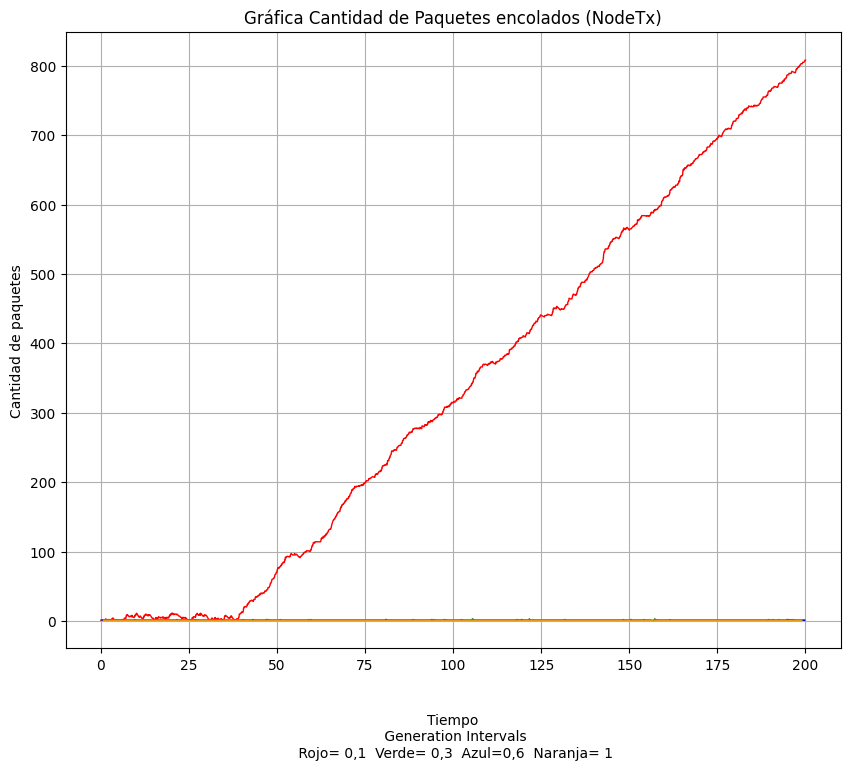 Gráfica Cantidad de Paquetes encolados (NodeTx)
800
700
600
500
400
300
200
100
0
Cantidad de paquetes
0 25 50 75 100 125 150 175 200
Tiempo
Generation Intervals
Rojo= 0,1 Verde= 0,3 Azul=0,6 Naranja= 1